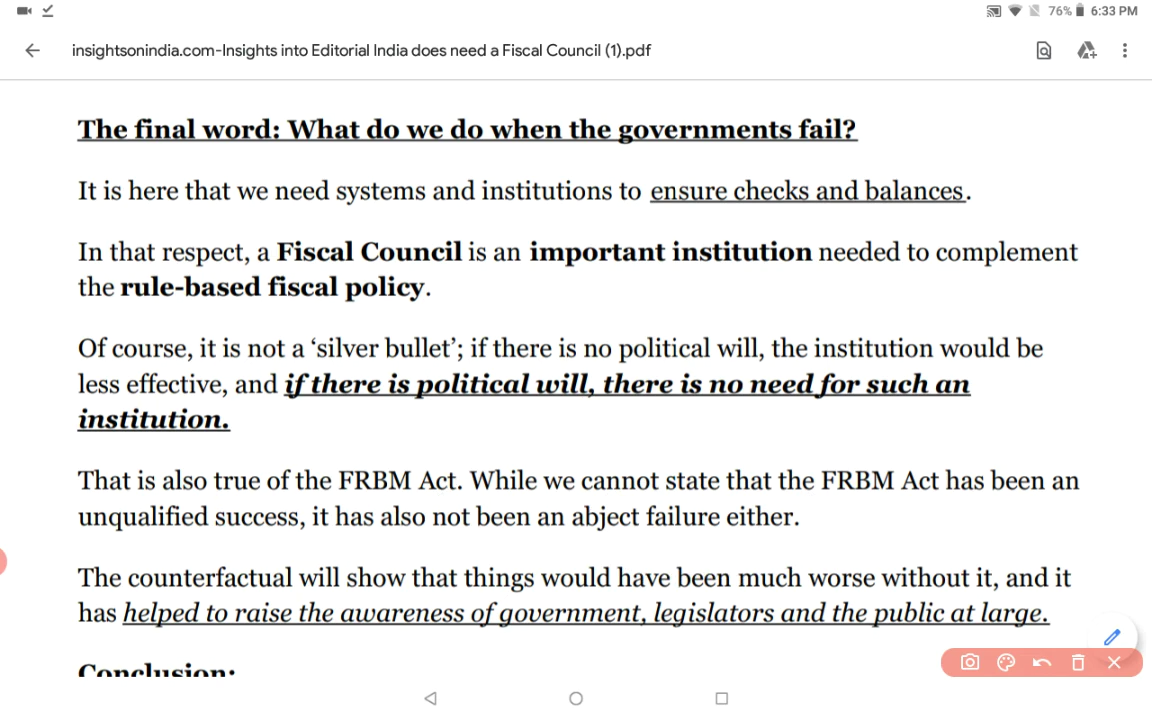 76% 6:33 PM
insightsonindia.com-Insights into Editorial India does need a Fiscal Council (1).pdf
The final word: What do we do when the governments fail?
It is here that we need systems and institutions to ensure checks and balances.
In that respect, a Fiscal Council is an important institution needed to complement
the rule-based fiscal policy.
Of course, it is not a ‘silver bullet’; if there is no political will, the institution would be
less effective, and if there is political will, there is no need for such an
institution.
That is also true of the FRBM Act. While we cannot state that the FRBM Act has been an
unqualified success, it has also not been an abject failure either.
The counterfactual will show that things would have been much worse without it, and it
has helped to raise the awareness of government, legislators and the public at large.
Conclusion: